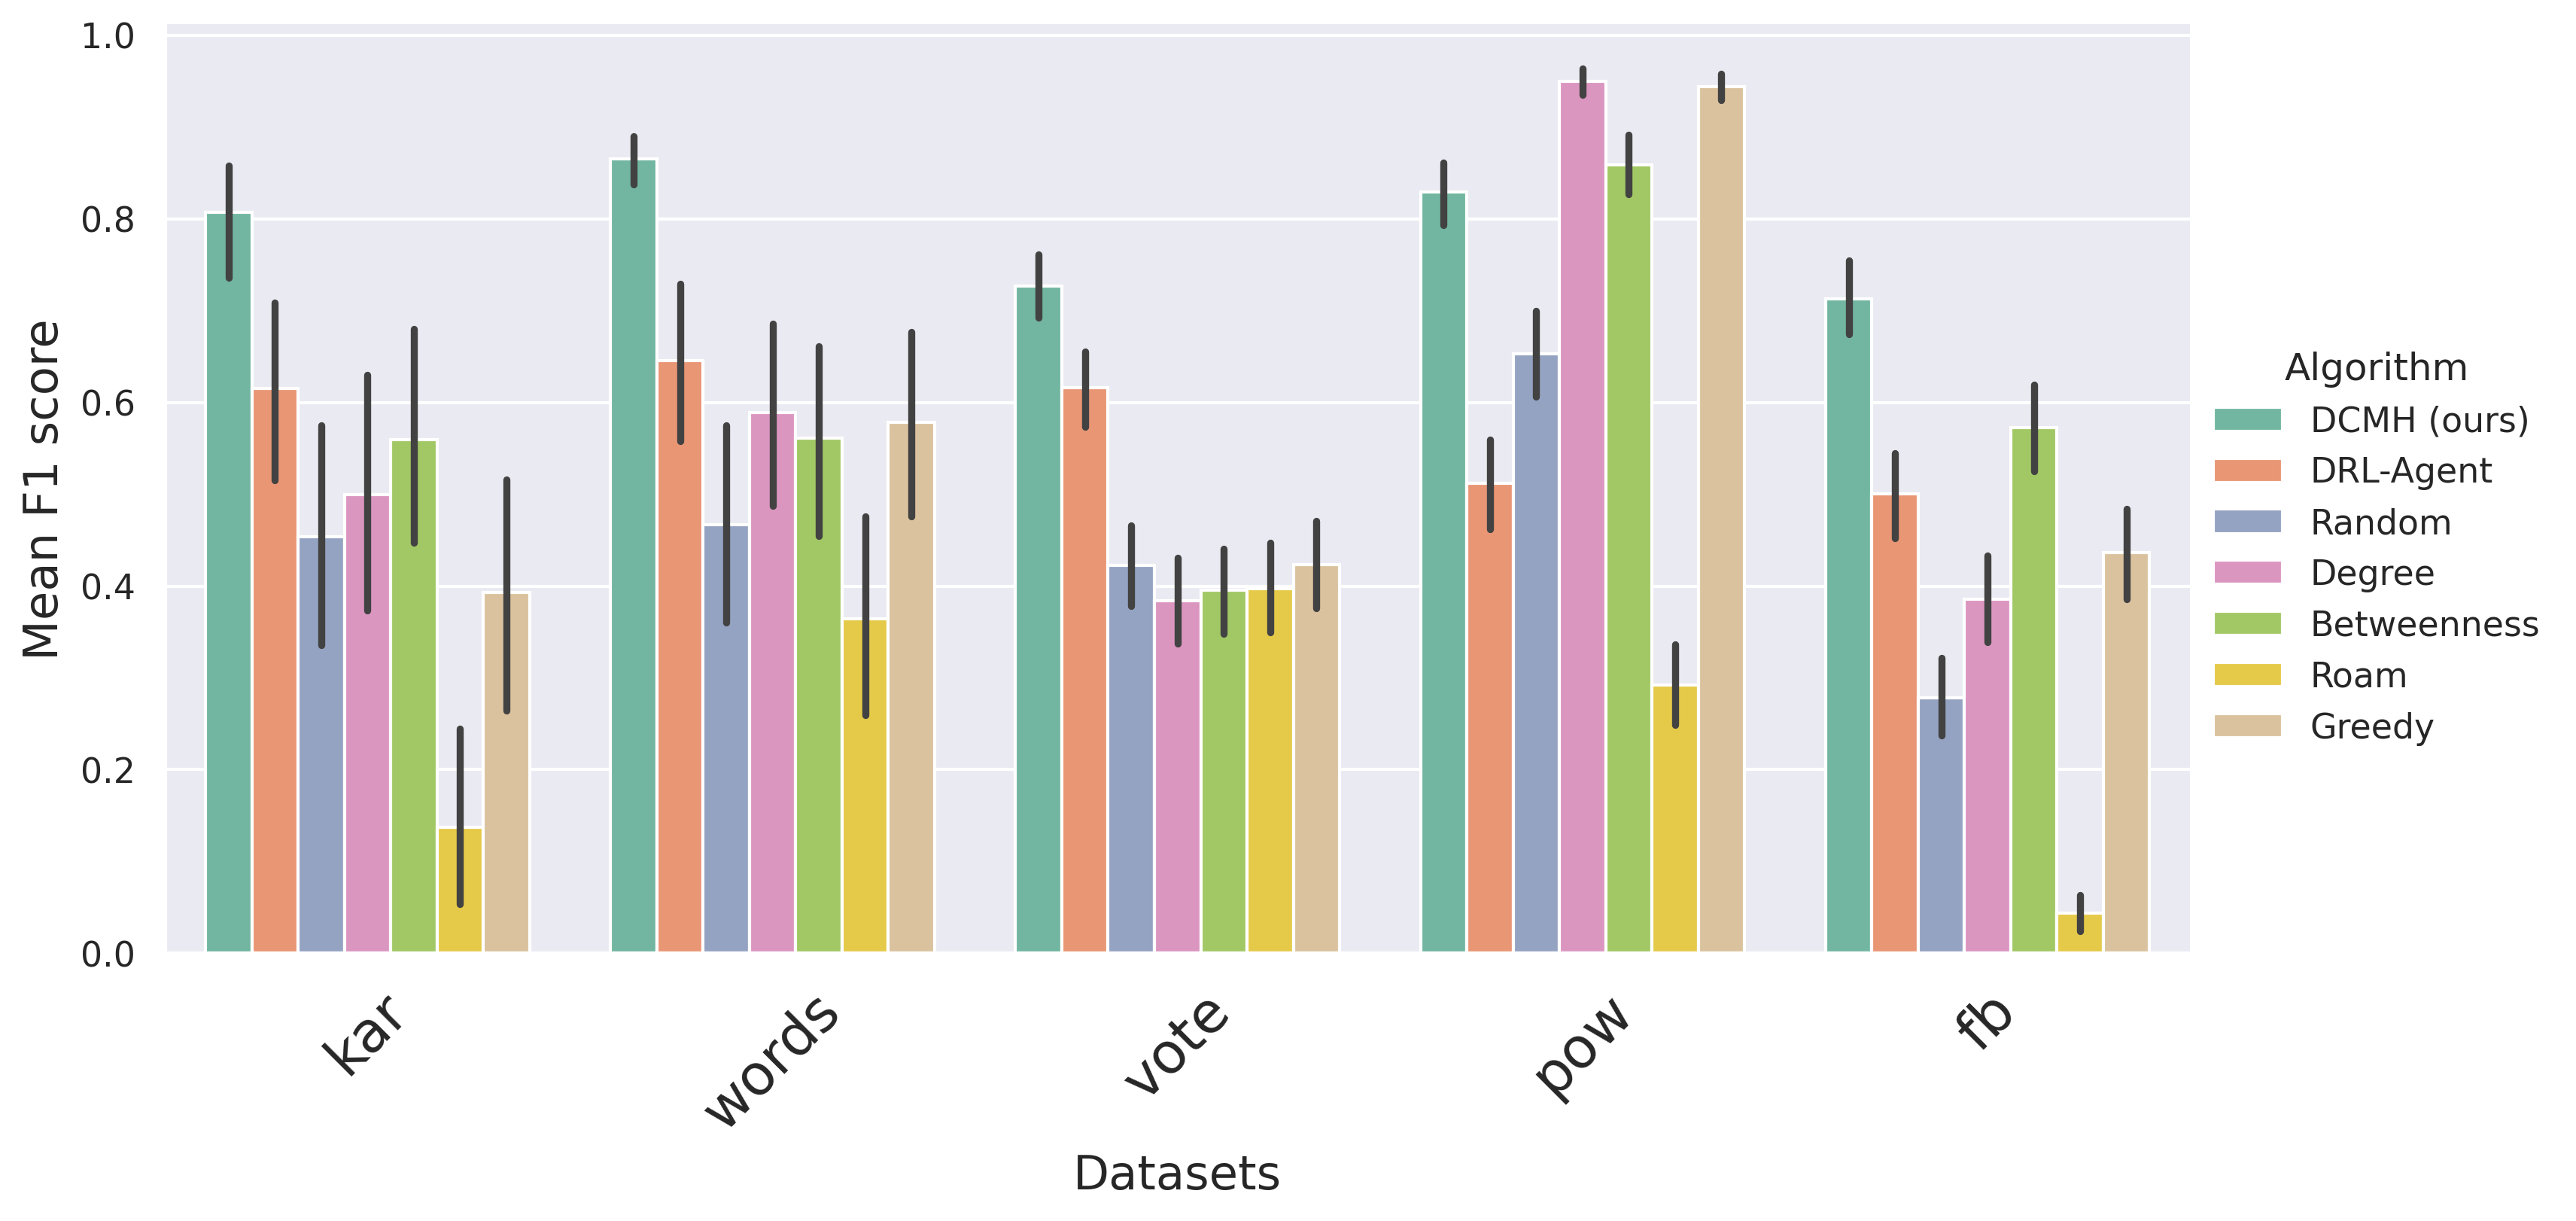 1.0
0.8
0.6
0.4
0.2
0.0
Mean F1 score
kar
words
vote
pow
fb
Datasets
Algorithm
DCMH (ours)
DRL-Agent
Random
Degree
Betweenness
Roam
Greedy